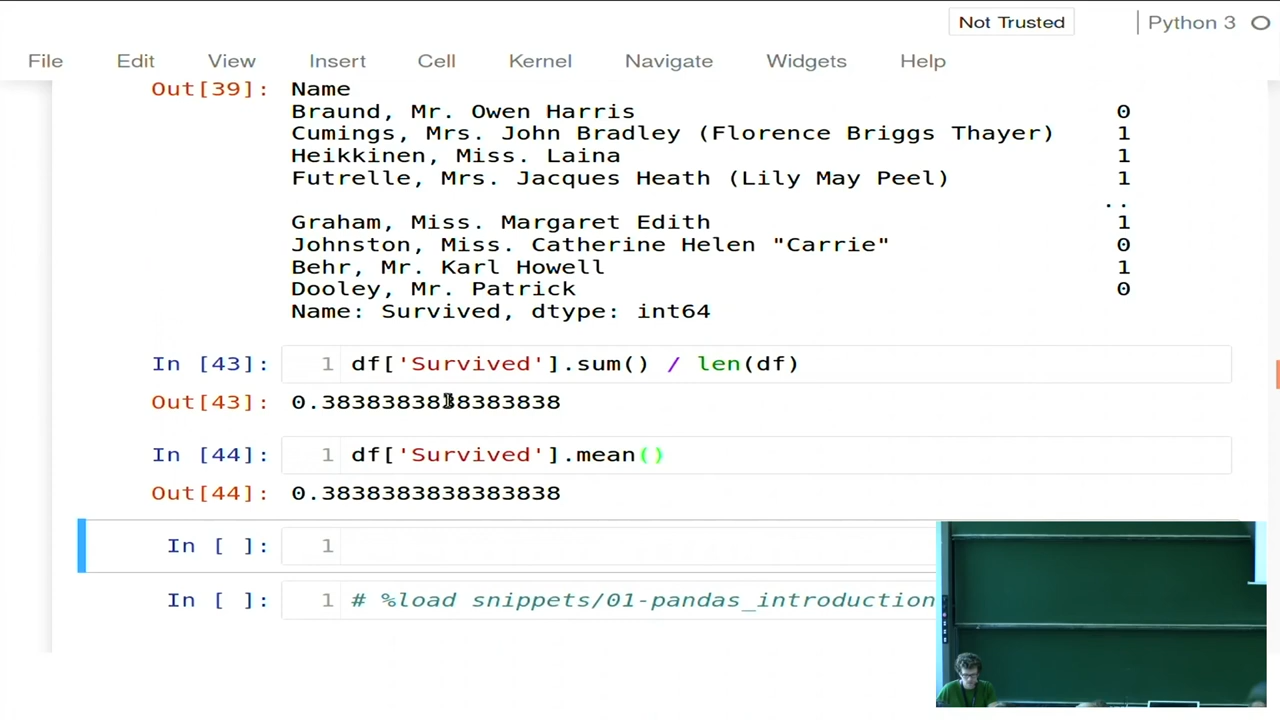 Not Trusted
Python 3
File Edit View Insert Cell Kernel Navigate Widgets Help
Out[39]: Name
Braund, Mr. Owen Harris 0
Cumings, Mrs. John Bradley (Florence Briggs Thayer) 1
Heikkinen, Miss. Laina 1
Futrelle, Mrs. Jacques Heath (Lily May Peel) 1
..
Graham, Miss. Margaret Edith 1
Johnston, Miss. Catherine Helen "Carrie" 0
Behr, Mr. Karl Howell 1
Dooley, Mr. Patrick 0
Name: Survived, dtype: int64
In [43]: 1 df['Survived'].sum() / len(df)
Out[43]: 0.3838383838383838
In [44]: 1 df['Survived'].mean()
Out[44]: 0.3838383838383838
In [ ]: 1
In [ ]: 1 # %load snippets/01-pandas_introduction